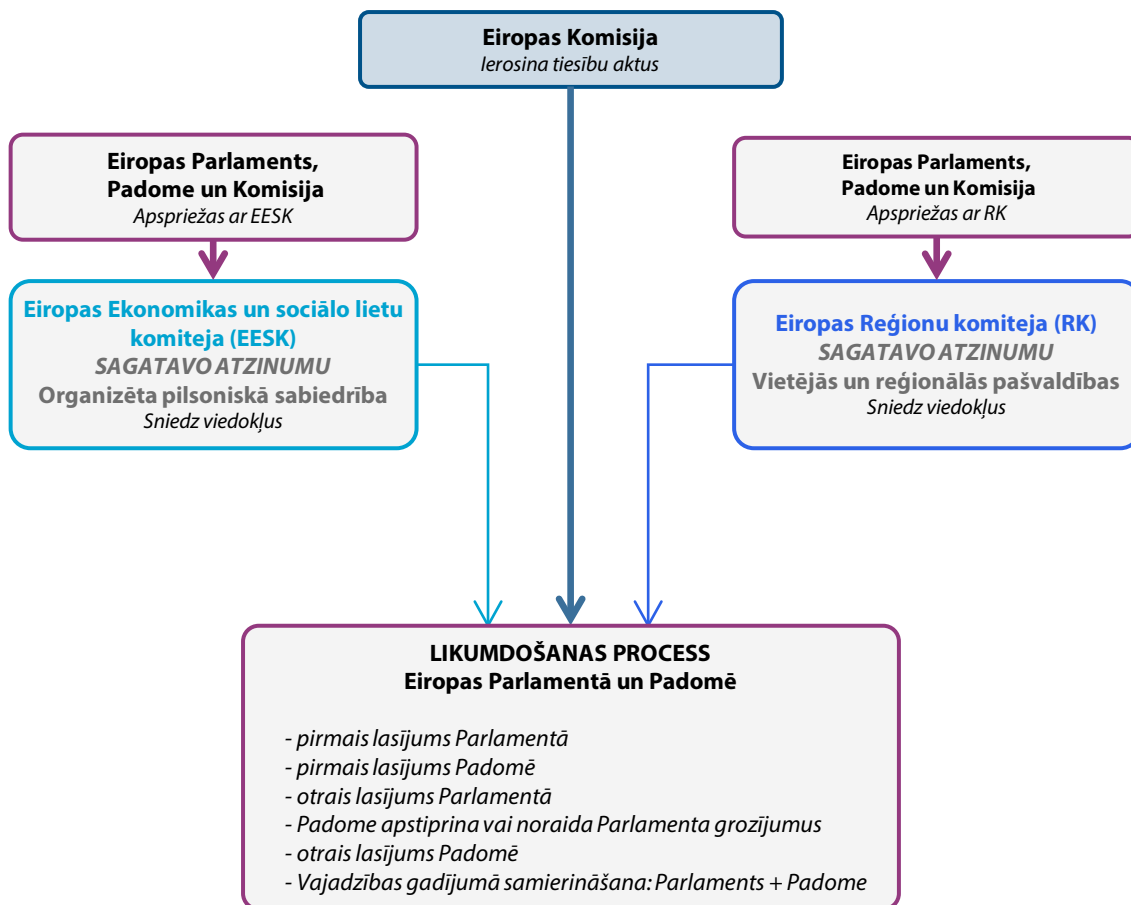 Eiropas Komisija
Ierosina tiesību aktus
Eiropas Parlaments,
Padome un Komisija
Apspriežas ar EESK
Eiropas Parlaments,
Padome un Komisija
Apspriežas ar RK
Eiropas Ekonomikas un sociālo lietu
komiteja (EESK)
SAGATAVO ATZINUMU
Organizēta pilsoniskā sabiedrība
Sniedz viedokļus
Eiropas Reģionu komiteja (RK)
SAGATAVO ATZINUMU
Vietējās un reģionālās pašvaldības
Sniedz viedokļus
LIKUMDOŠANAS PROCESS
Eiropas Parlamentā un Padomē
- pirmais lasījums Parlamentā
- pirmais lasījums Padomē
- otrais lasījums Parlamentā
- Padome apstiprina vai noraida Parlamenta grozījumus
- otrais lasījums Padomē
- Vajadzības gadījumā samierināšana: Parlaments + Padome